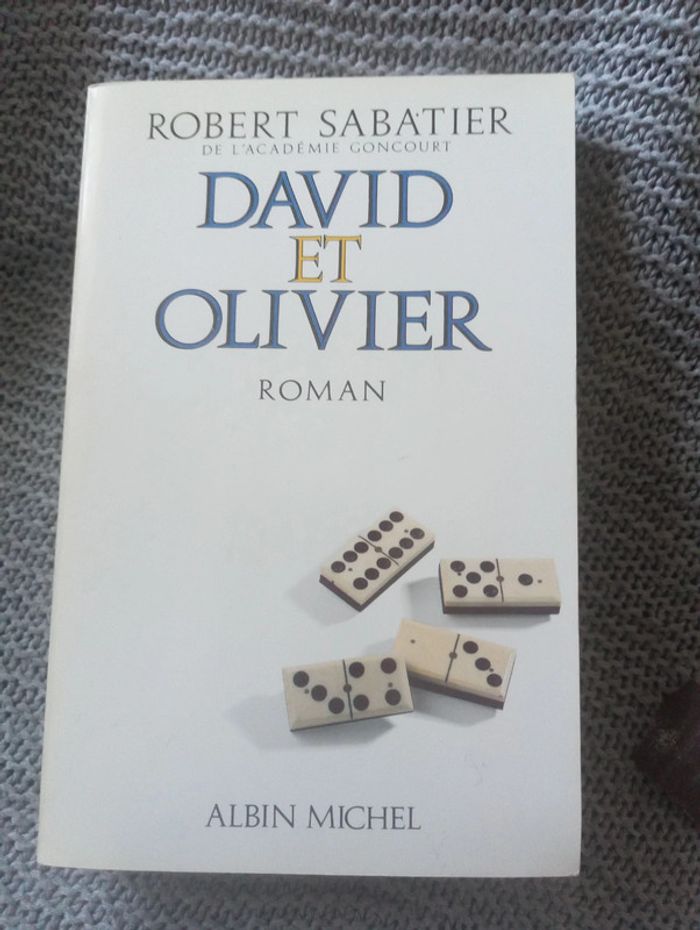 ROBERT SABATIER
DE L'ACADÉMIE GONCOURT
DAVID
ET
OLIVIER
ROMAN
ALBIN MICHEL